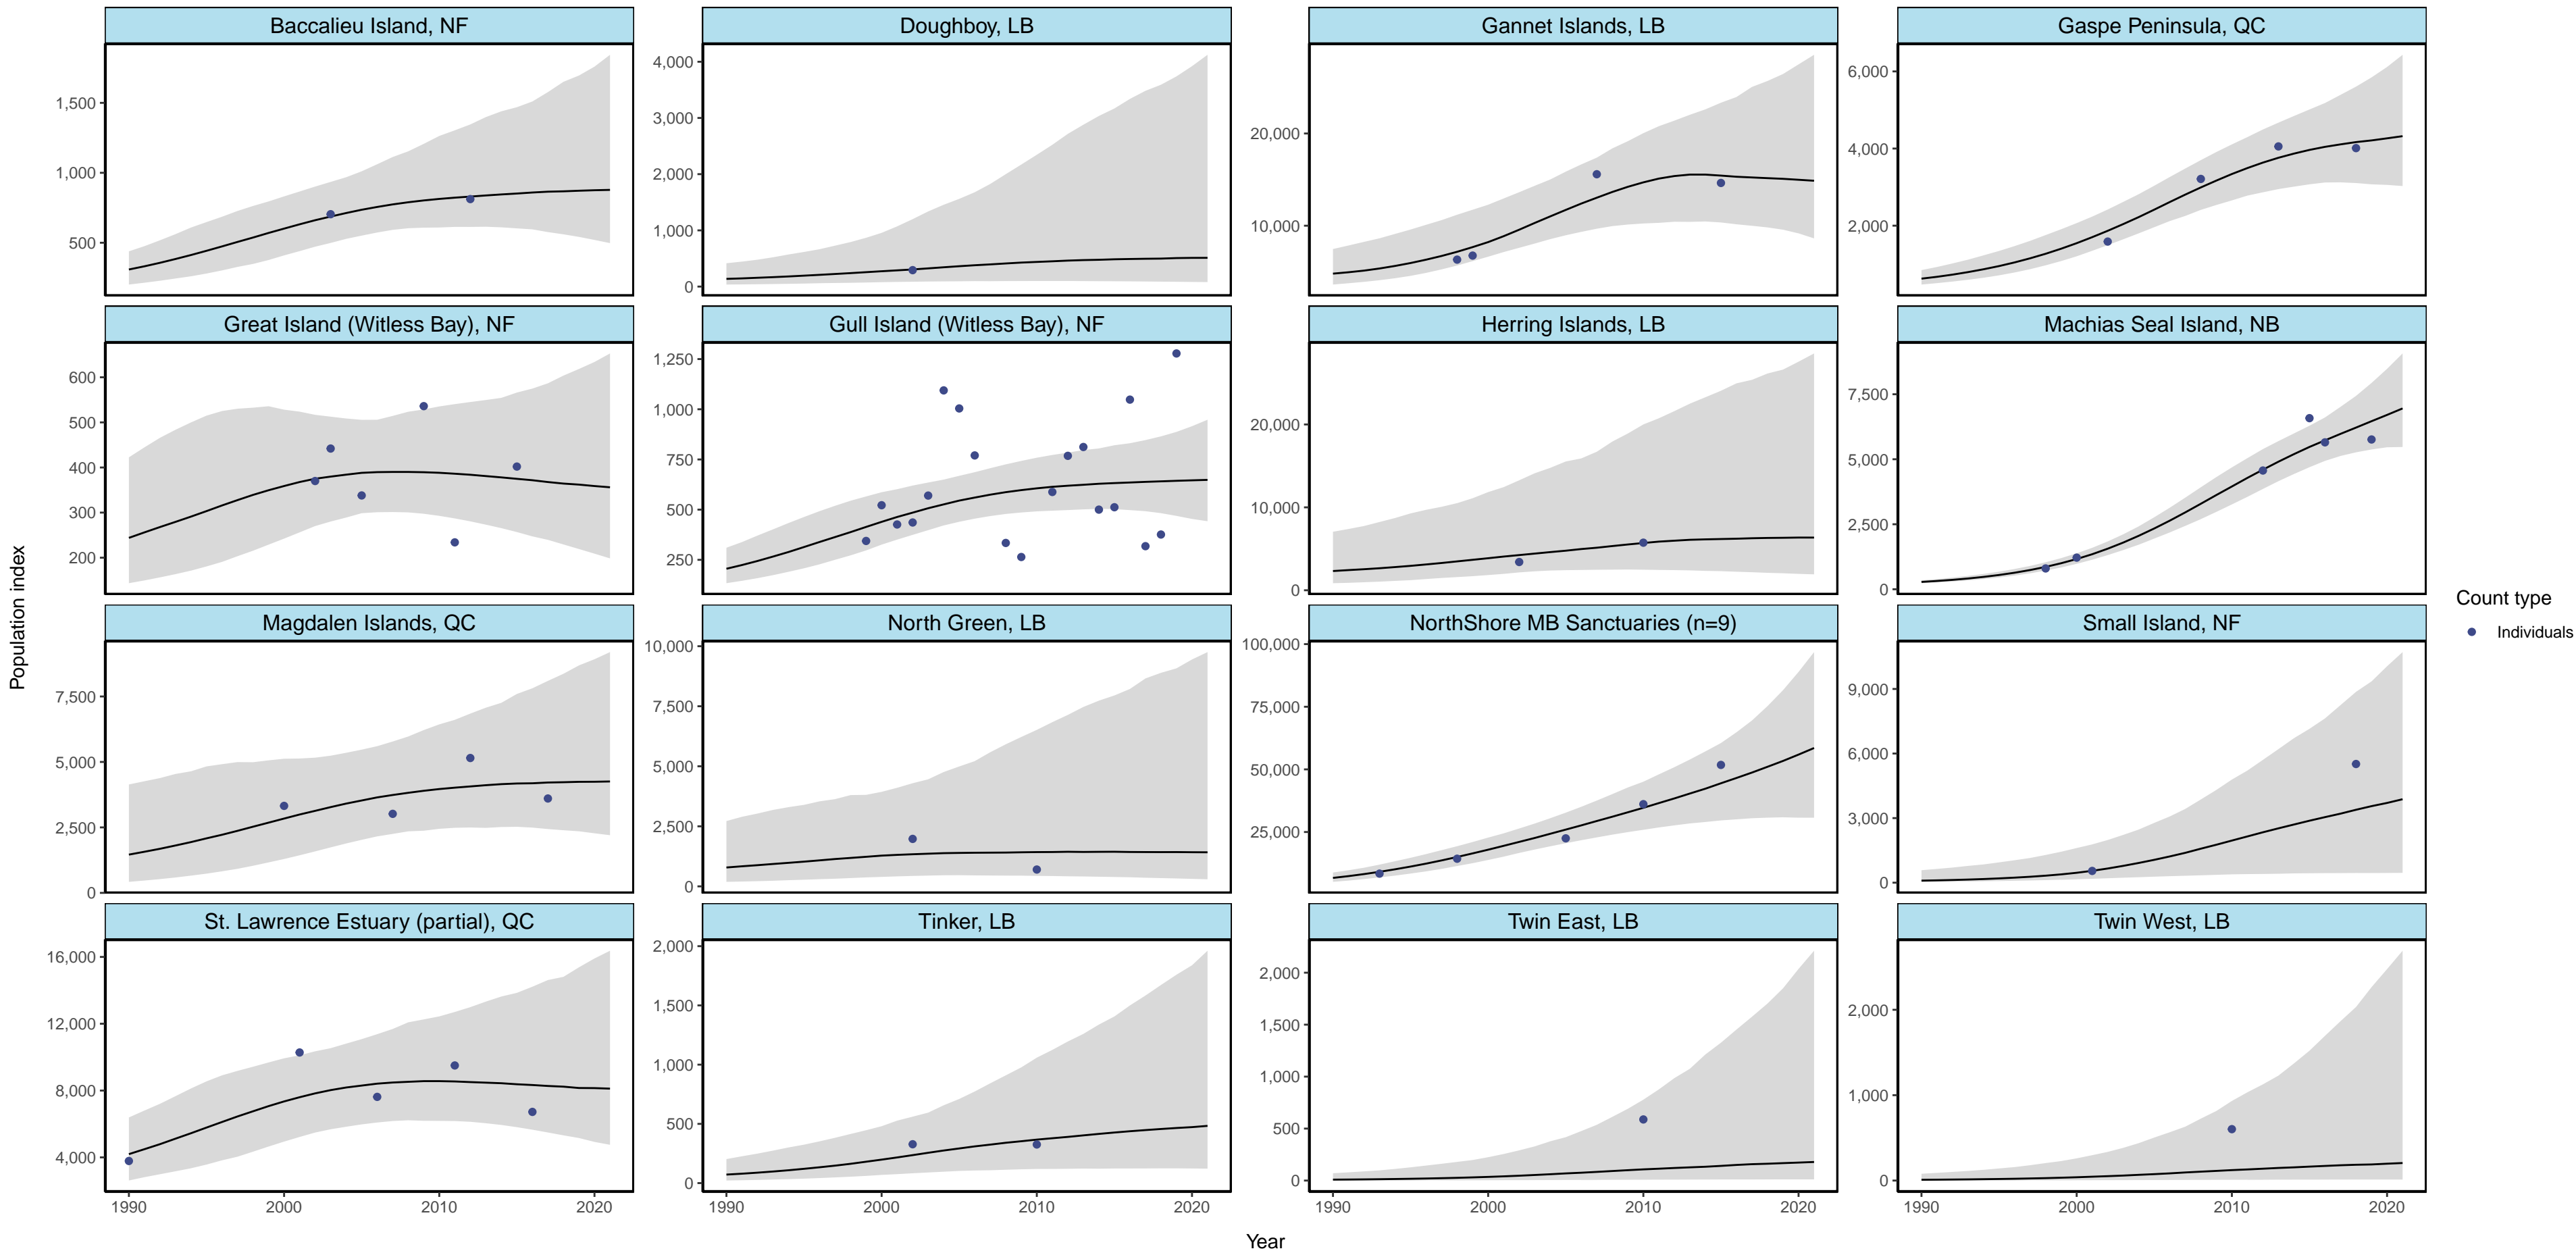 Baccalieu Island, NF
Doughboy, LB
Gannet Islands, LB
Gaspe Peninsula, QC
1,500
1,000
500
4,000
3,000
2,000
1,000
0
20,000
10,000
6,000
4,000
2,000
Great Island (Witless Bay), NF
Gull Island (Witless Bay), NF
Herring Islands, LB
Machias Seal Island, NB
600
500
400
300
200
1,250
1,000
750
500
250
20,000
10,000
0
7,500
5,000
2,500
0
Magdalen Islands, QC
North Green, LB
NorthShore MB Sanctuaries (n=9)
Small Island, NF
7,500
5,000
2,500
0
10,000
7,500
5,000
2,500
0
100,000
75,000
50,000
25,000
9,000
6,000
3,000
0
St. Lawrence Estuary (partial), QC
Tinker, LB
Twin East, LB
Twin West, LB
16,000
12,000
8,000
4,000
2,000
1,500
1,000
500
0
2,000
1,500
1,000
500
0
2,000
1,000
0
1990 2000 2010 2020
1990 2000 2010 2020
1990 2000 2010 2020
1990 2000 2010 2020
Year
Population index
Count type
Individuals